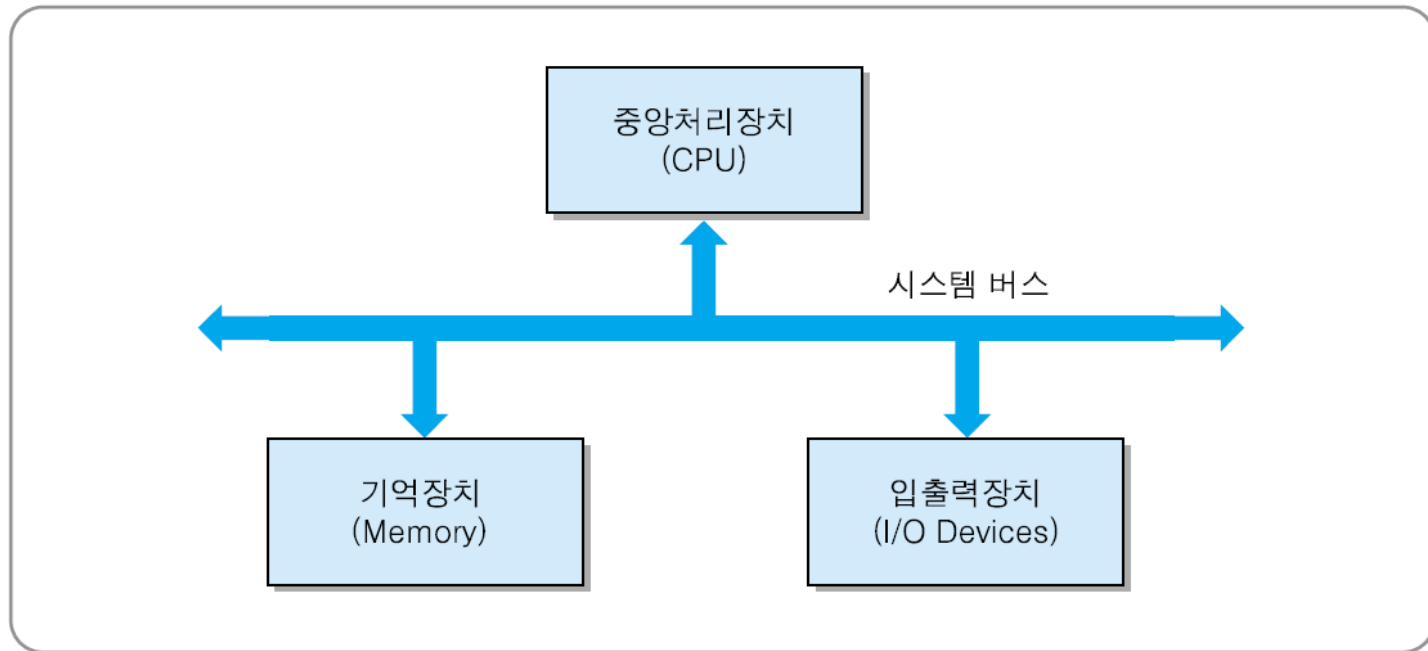 중앙처리장치
(CPU)
시스템 버스
기억장치
(Memory)
입출력장치
(I/O Devices)